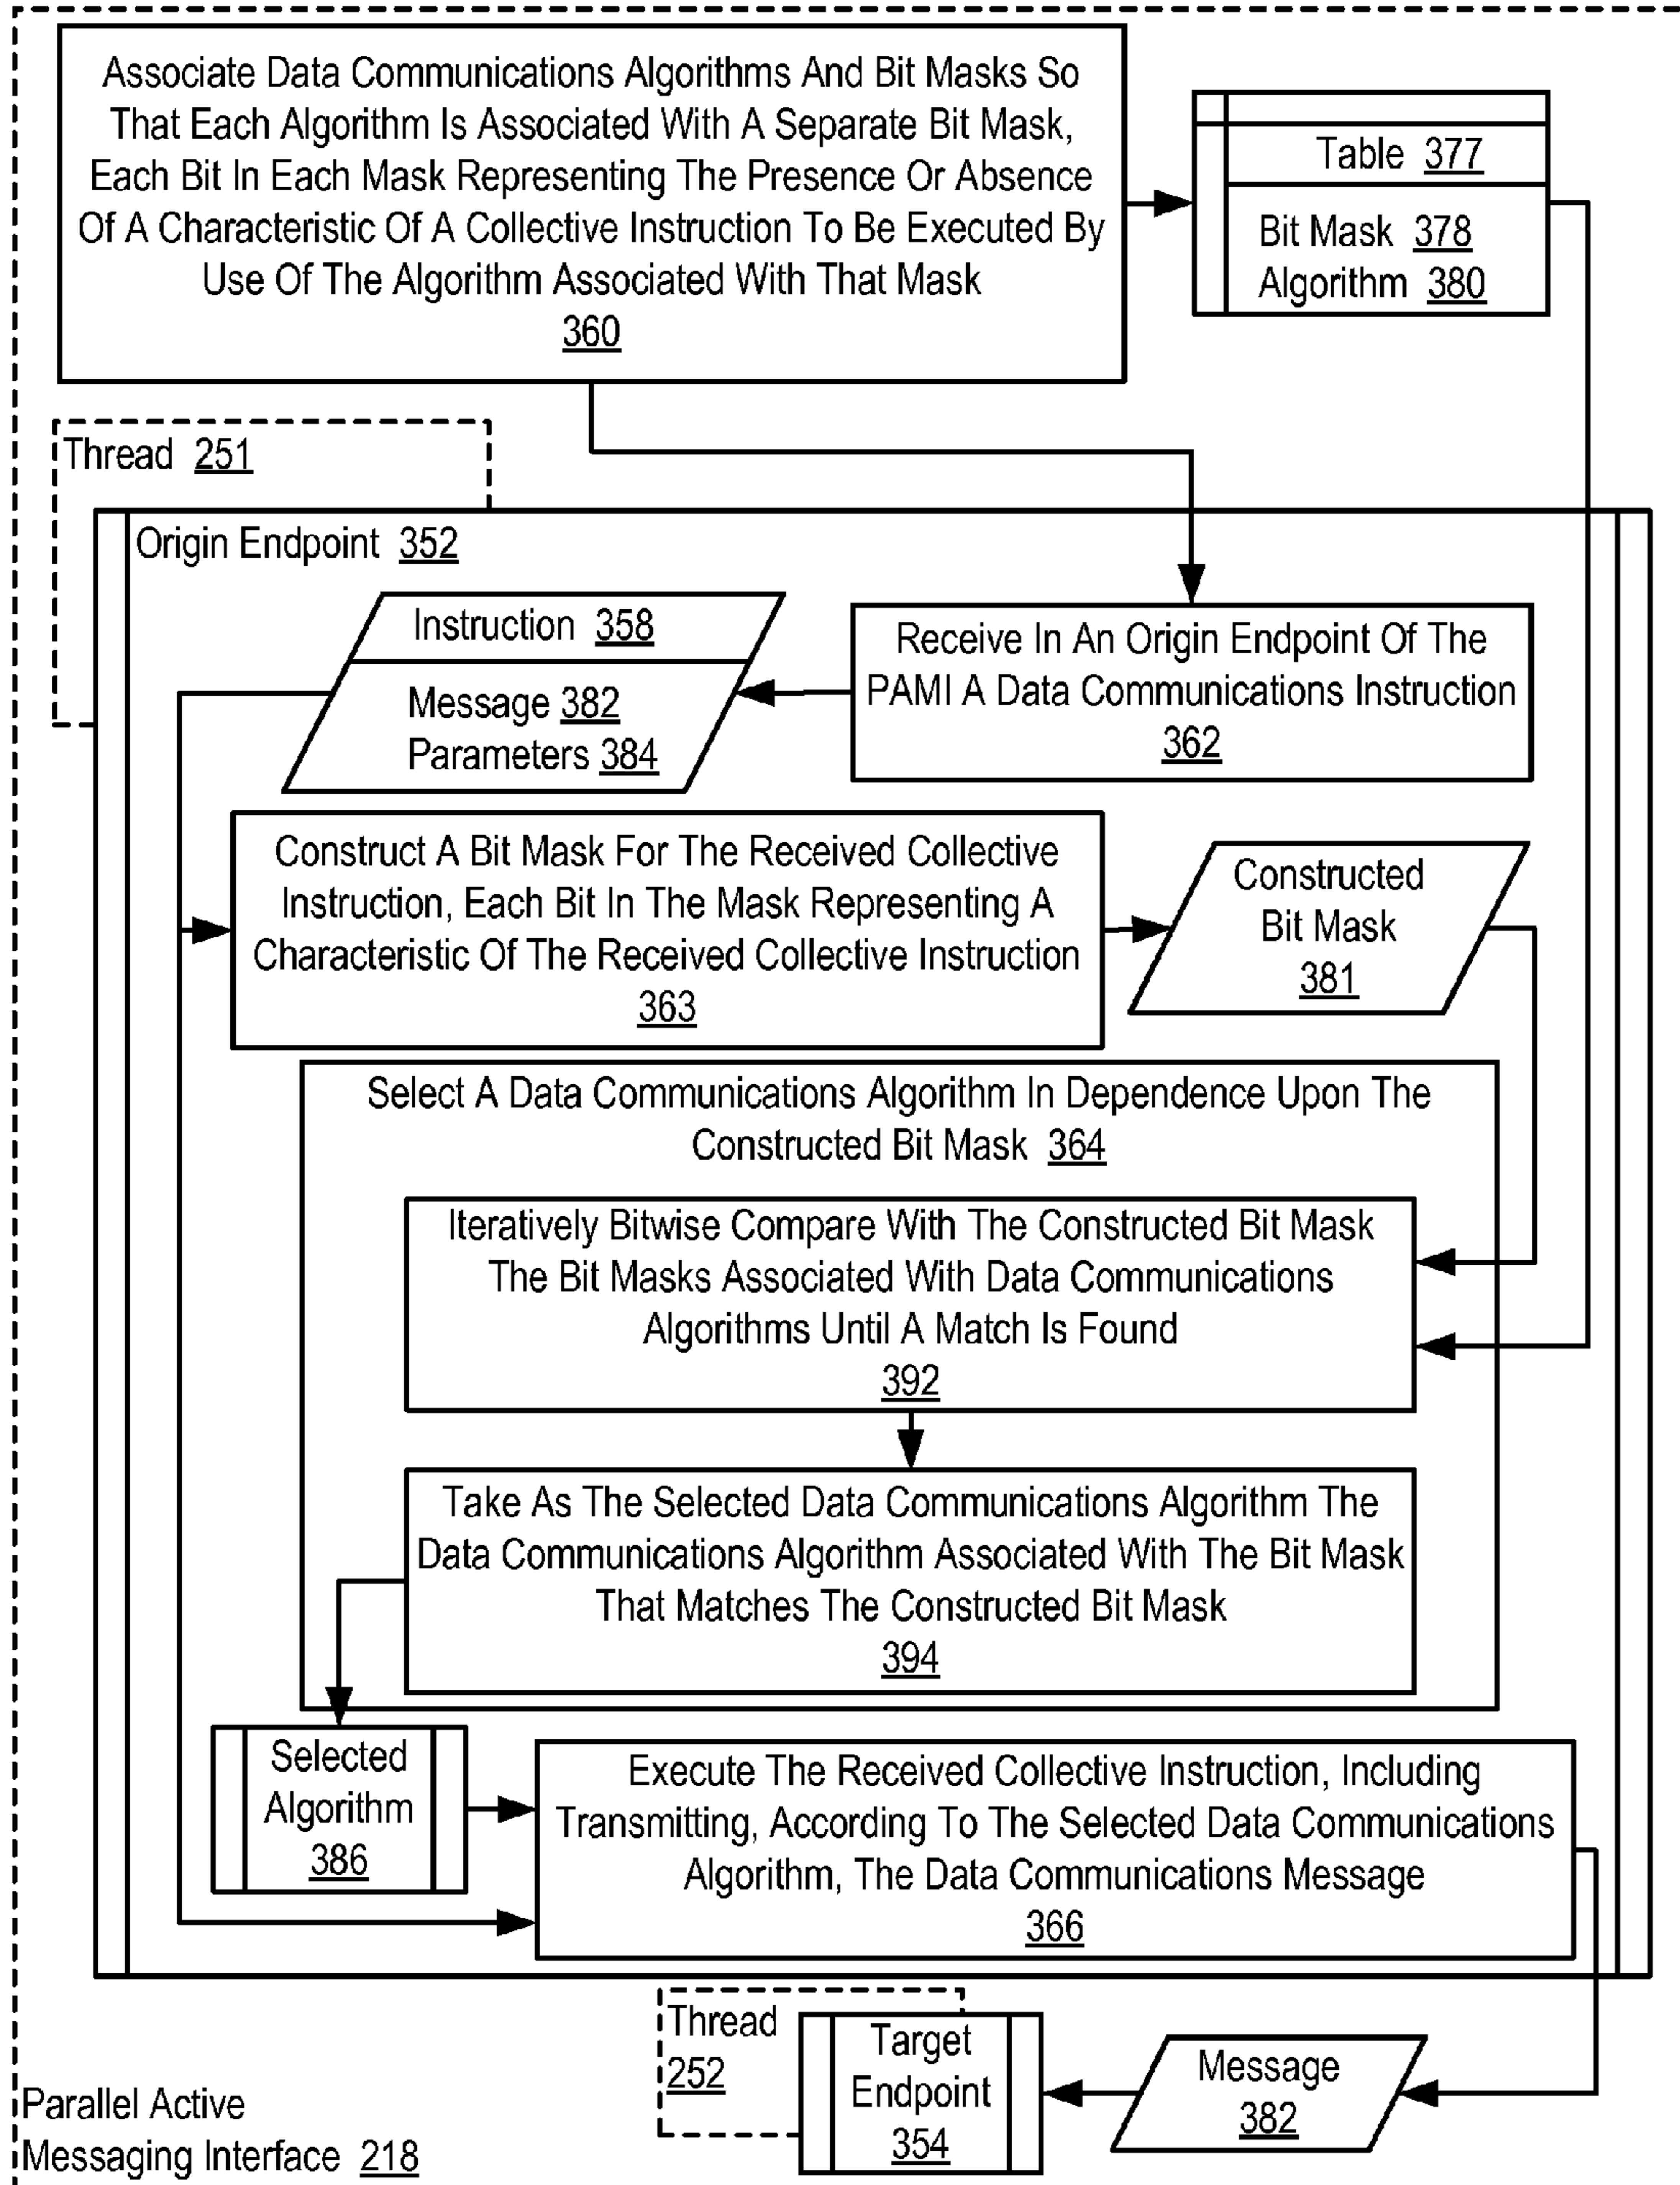 Associate Data Communications Algorithms And Bit Masks So
That Each Algorithm Is Associated With A Separate Bit Mask,
Each Bit In Each Mask Representing The Presence Or Absence
Of A Characteristic Of A Collective Instruction To Be Executed By
Use Of The Algorithm Associated With That Mask
360
Table 377
Bit Mask 378
Algorithm 380
Thread 251
Origin Endpoint 352
Instruction 358
Message 382
Parameters 384
Receive In An Origin Endpoint Of The
PAMI A Data Communications Instruction
362
Construct A Bit Mask For The Received Collective
Instruction, Each Bit In The Mask Representing A
Characteristic Of The Received Collective Instruction
363
Constructed
Bit Mask
381
Select A Data Communications Algorithm In Dependence Upon The
Constructed Bit Mask 364
Iteratively Bitwise Compare With The Constructed Bit Mask
The Bit Masks Associated With Data Communications
Algorithms Until A Match Is Found
392
Take As The Selected Data Communications Algorithm The
Data Communications Algorithm Associated With The Bit Mask
That Matches The Constructed Bit Mask
394
Selected
Algorithm
386
Execute The Received Collective Instruction, Including
Transmitting, According To The Selected Data Communications
Algorithm, The Data Communications Message
366
Thread
252
Target
Endpoint
354
Message
382
Parallel Active
Messaging Interface 218